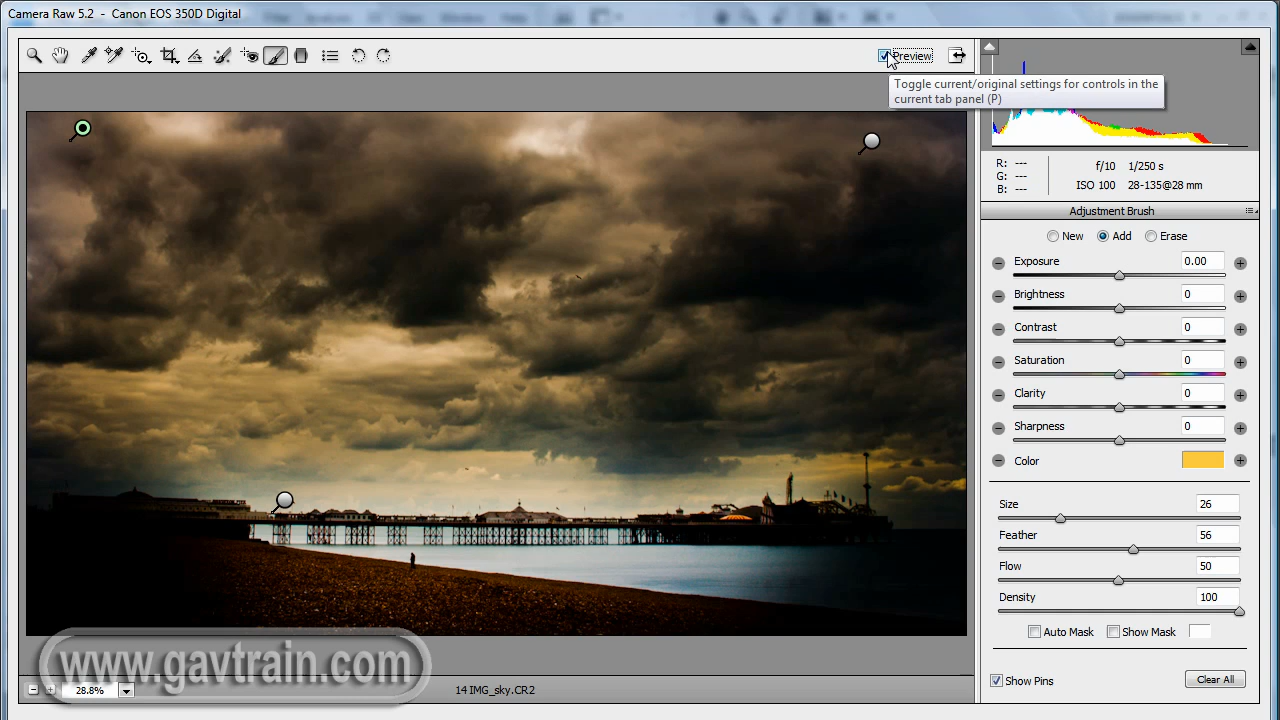 Camera Raw 5.2 - Canon EOS 350D Digital
Preview
Toggle current/original settings for controls in the
current tab panel (P)
R: ---
G: ---
B: ---
f/10 1/250 s
ISO 100 28-135@28 mm
Adjustment Brush
New Add Erase
Exposure 0.00
Brightness 0
Contrast 0
Saturation 0
Clarity 0
Sharpness 0
Color
Size 26
Feather 56
Flow 50
Density 100
Auto Mask Show Mask
Show Pins Clear All
www.gavtrain.com
28.8% 14 IMG_sky.CR2